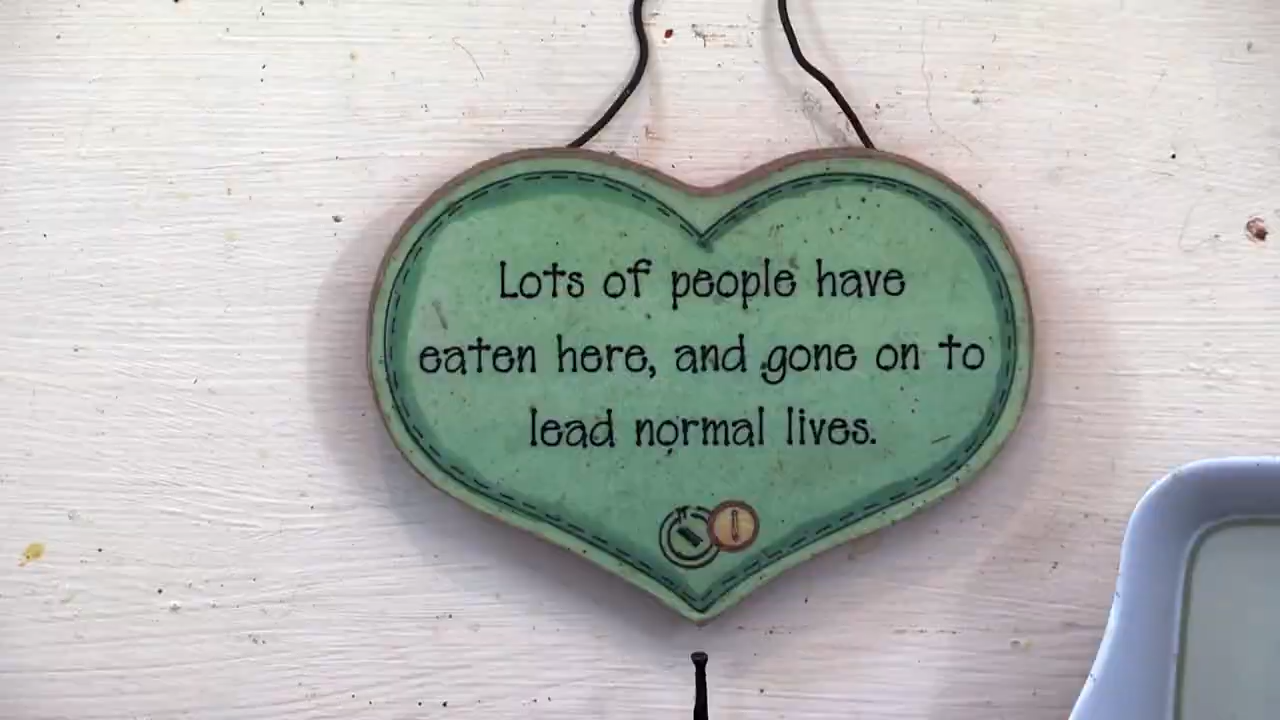 Lots of people have
eaten here, and gone on to
lead normal lives.